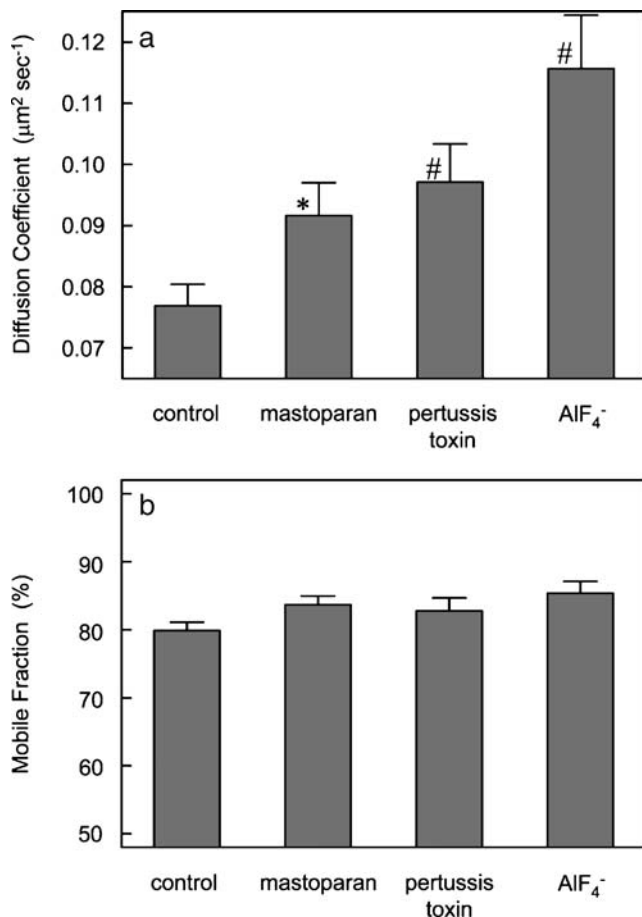 a
Diffusion Coefficient (μm² sec⁻¹)
0.12
0.11
0.10
0.09
0.08
0.07
*
#
#
control
mastoparan
pertussis
toxin
AlF₄⁻
b
Mobile Fraction (%)
100
90
80
70
60
50
control
mastoparan
pertussis
toxin
AlF₄⁻